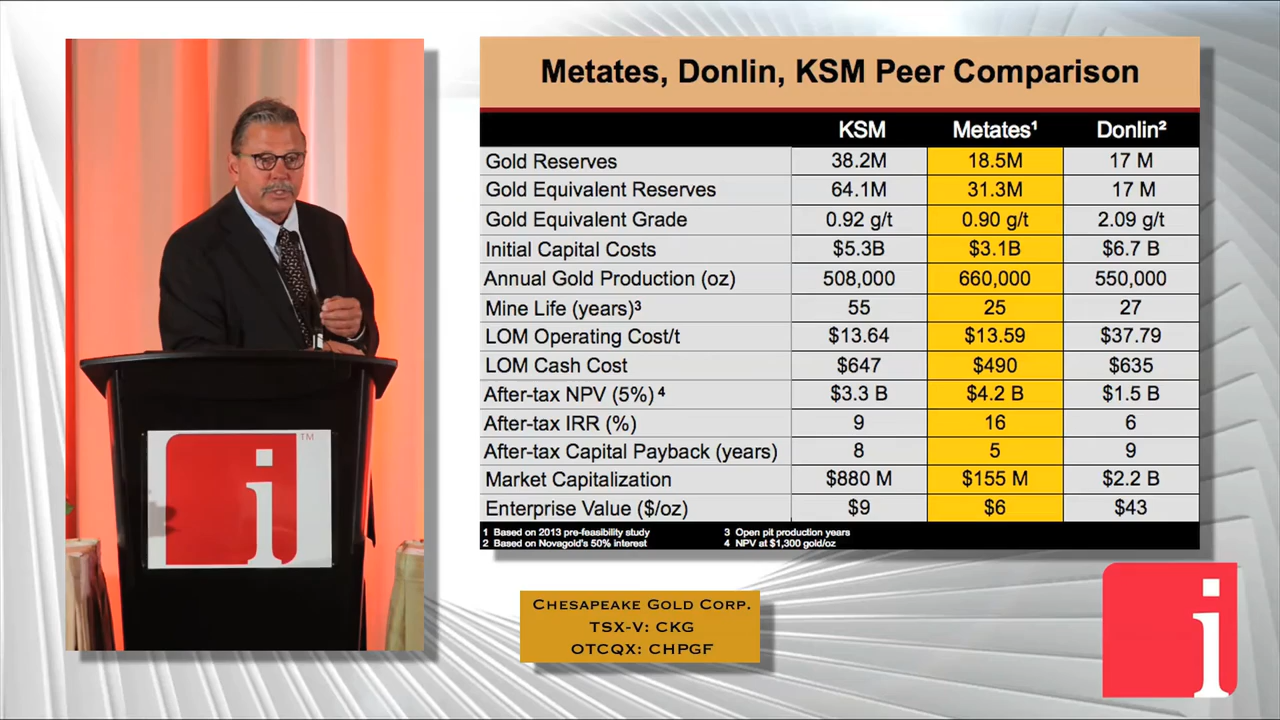 Metates, Donlin, KSM Peer Comparison
KSM Metates¹ Donlin²
Gold Reserves 38.2M 18.5M 17 M
Gold Equivalent Reserves 64.1M 31.3M 17 M
Gold Equivalent Grade 0.92 g/t 0.90 g/t 2.09 g/t
Initial Capital Costs $5.3B $3.1B $6.7 B
Annual Gold Production (oz) 508,000 660,000 550,000
Mine Life (years)³ 55 25 27
LOM Operating Cost/t $13.64 $13.59 $37.79
LOM Cash Cost $647 $490 $635
After-tax NPV (5%) ⁴ $3.3 B $4.2 B $1.5 B
After-tax IRR (%) 9 16 6
After-tax Capital Payback (years) 8 5 9
Market Capitalization $880 M $155 M $2.2 B
Enterprise Value ($/oz) $9 $6 $43
1 Based on 2013 pre-feasibility study 3 Open pit production years
2 Based on Novagold's 50% interest 4 NPV at $1,300 gold/oz
i TM
Chesapeake Gold Corp.
TSX-V: CKG
OTCQX: CHPGF
i